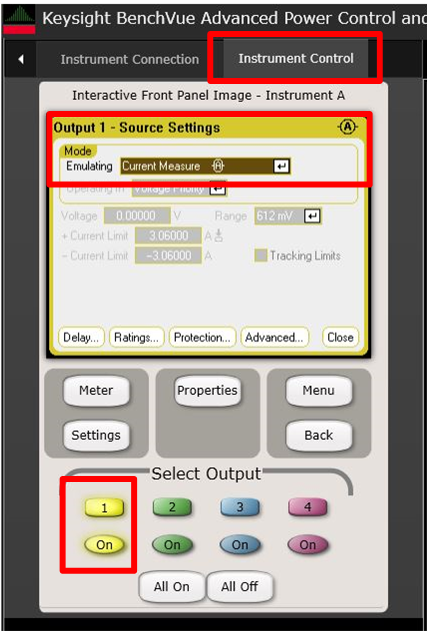 Keysight BenchVue Advanced Power Control and
Instrument Connection Instrument Control
Interactive Front Panel Image - Instrument A
Output 1 - Source Settings A
Mode
Emulating Current Measure A
Operating in Voltage Priority
Voltage 0.00000 V Range 612 mV
+ Current Limit 3.06000 A
- Current Limit -3.06000 A Tracking Limits
Delay... Ratings... Protection... Advanced... Close
Meter Properties Menu
Settings Back
Select Output
1 2 3 4
On On On On
All On All Off